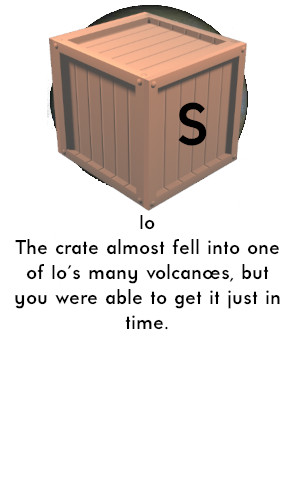 S
Io
The crate almost fell into one
of Io's many volcanœs, but
you were able to get it just in
time.